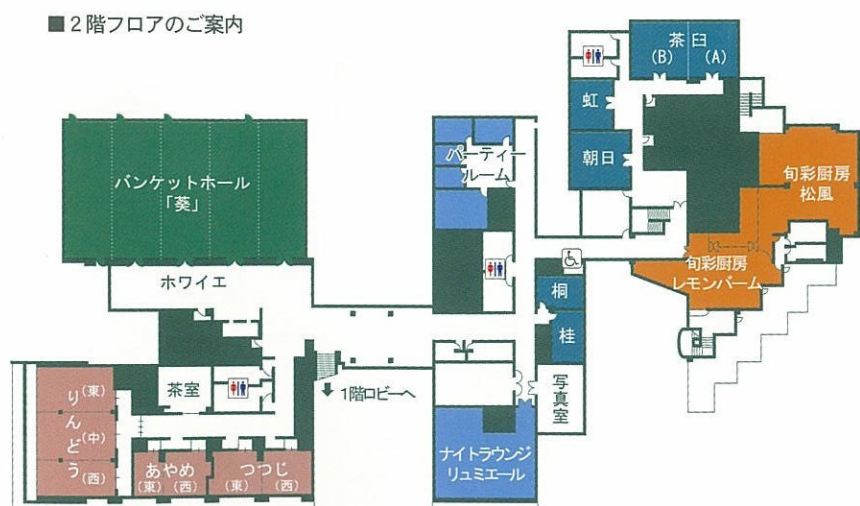 ■2階フロアのご案内
茶臼
(B)
(A)
虹
朝日
パーティー
ルーム
バンケットホール
「葵」
旬彩厨房
松風
旬彩厨房
レモンバーム
ホワイエ
桐
桂
写真室
茶室
1階ロビーへ
りんどう
(東)
(中)
(西)
あやめ
(東)
(西)
つつじ
(東)
(西)
ナイトラウンジ
リュミエール